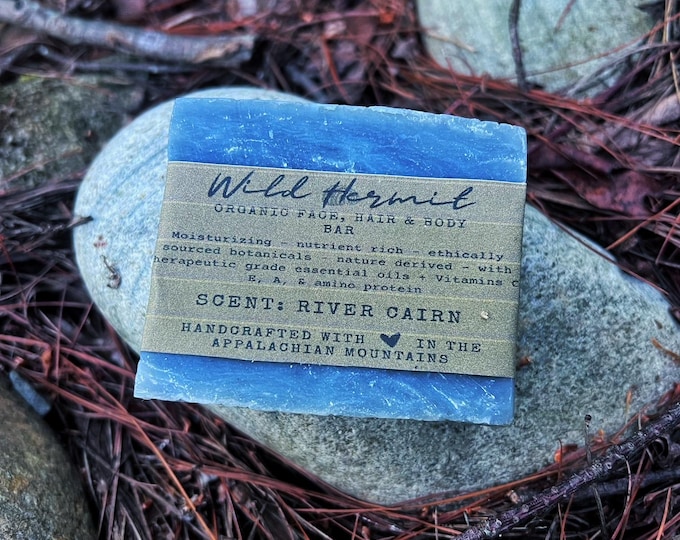 Wild Hermit
ORGANIC FACE, HAIR & BODY
BAR
Moisturizing - nutrient rich - ethically
sourced botanicals - nature derived - with
herapeutic grade essential oils + Vitamins C
E, A, & amino protein
SCENT: RIVER CAIRN
HANDCRAFTED WITH ♥ IN THE
APPALACHIAN MOUNTAINS